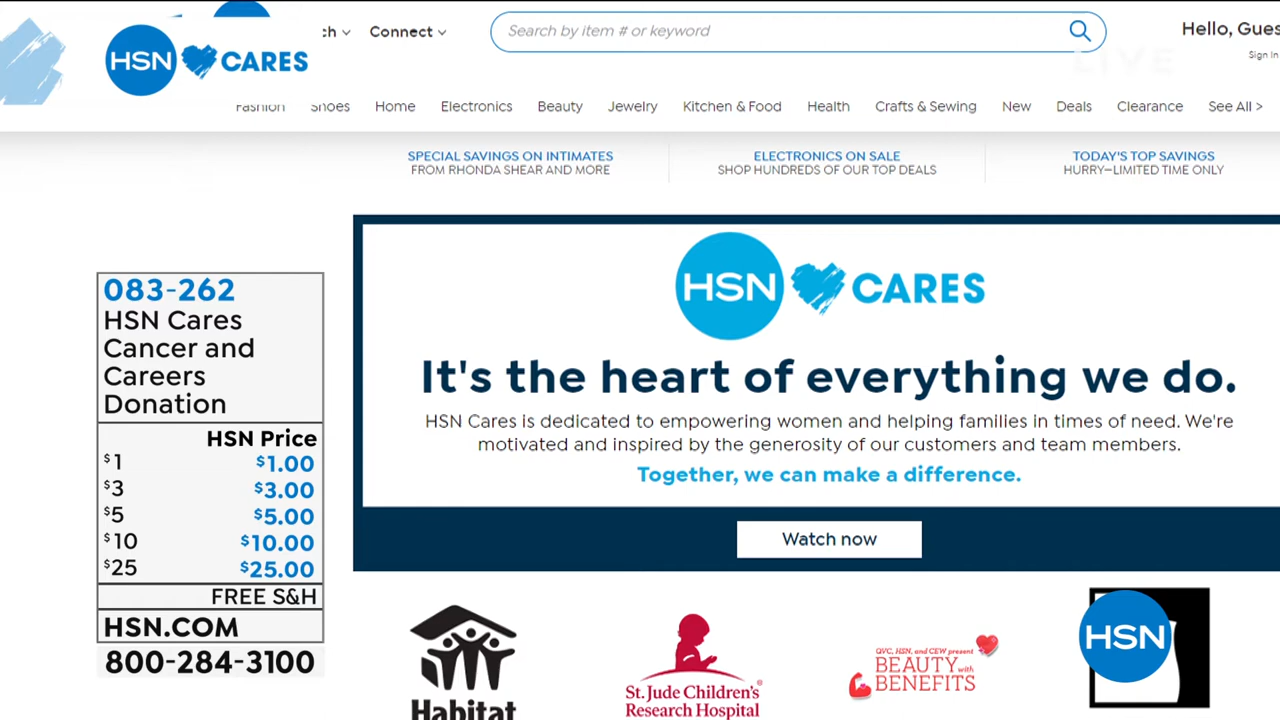 HSN CARES
ch
Connect
Search by item # or keyword
Hello, Gues
Sign In
LIVE
Fashion Shoes Home Electronics Beauty Jewelry Kitchen & Food Health Crafts & Sewing New Deals Clearance See All >
SPECIAL SAVINGS ON INTIMATES
FROM RHONDA SHEAR AND MORE
ELECTRONICS ON SALE
SHOP HUNDREDS OF OUR TOP DEALS
TODAY'S TOP SAVINGS
HURRY—LIMITED TIME ONLY
083-262
HSN Cares
Cancer and
Careers
Donation
HSN Price
$1 $1.00
$3 $3.00
$5 $5.00
$10 $10.00
$25 $25.00
FREE S&H
HSN.COM
800-284-3100
HSN CARES
It's the heart of everything we do.
HSN Cares is dedicated to empowering women and helping families in times of need. We're
motivated and inspired by the generosity of our customers and team members.
Together, we can make a difference.
Watch now
Habitat
St. Jude Children's
Research Hospital
QVC, HSN, and CEW present
BEAUTY with
BENEFITS
HSN